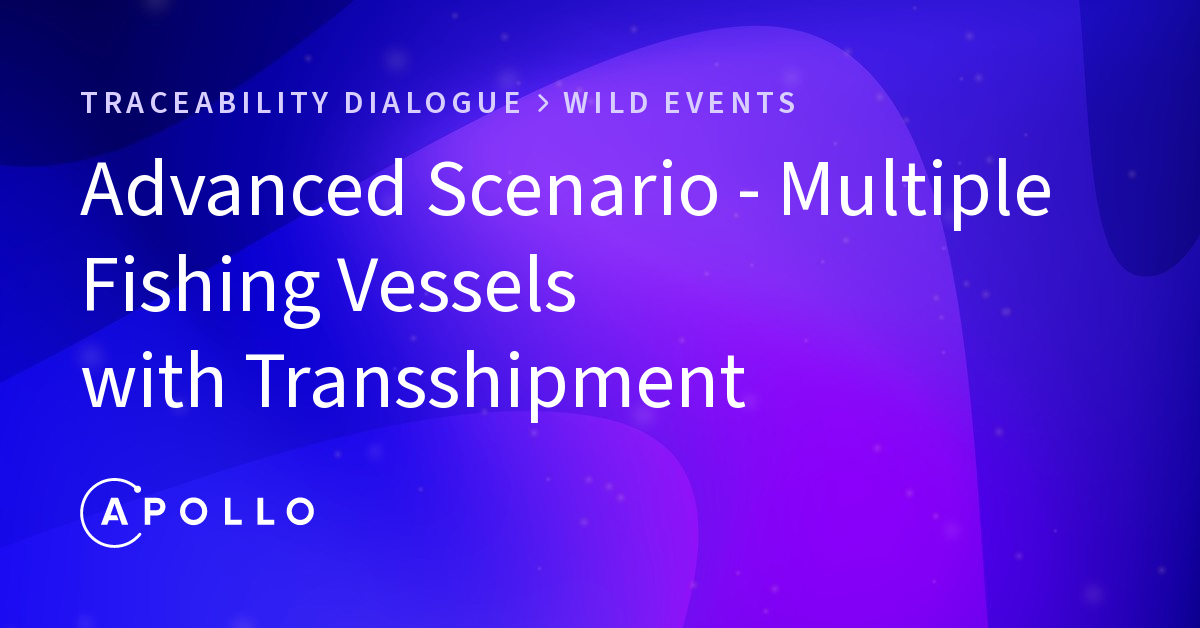 TRACEABILITY DIALOGUE > WILD EVENTS
Advanced Scenario - Multiple
Fishing Vessels
with Transshipment
APOLLO